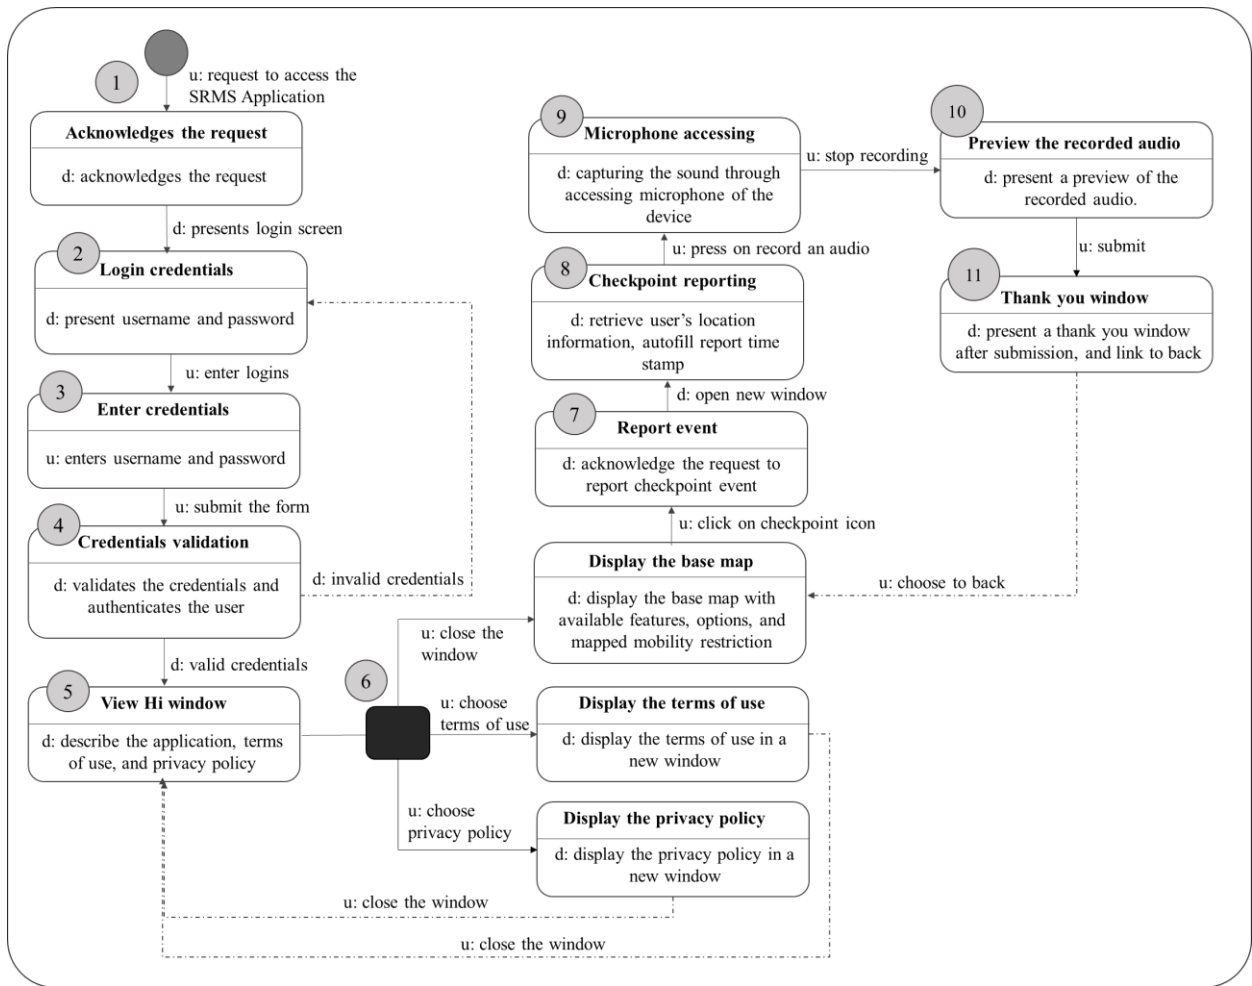 1
u: request to access the
SRMS Application
Acknowledges the request
d: acknowledges the request
d: presents login screen
2
Login credentials
d: present username and password
u: enter logins
3
Enter credentials
u: enters username and password
u: submit the form
4
Credentials validation
d: validates the credentials and
authenticates the user
d: invalid credentials
d: valid credentials
5
View Hi window
d: describe the application, terms
of use, and privacy policy
6
u: close the
window
u: choose
terms of use
u: choose
privacy policy
Display the base map
d: display the base map with
available features, options, and
mapped mobility restriction
Display the terms of use
d: display the terms of use in a
new window
Display the privacy policy
d: display the privacy policy in a
new window
u: close the window
u: close the window
u: click on checkpoint icon
7
Report event
d: acknowledge the request to
report checkpoint event
d: open new window
8
Checkpoint reporting
d: retrieve user’s location
information, autofill report time
stamp
u: press on record an audio
9
Microphone accessing
d: capturing the sound through
accessing microphone of the
device
u: stop recording
10
Preview the recorded audio
d: present a preview of the
recorded audio.
u: submit
11
Thank you window
d: present a thank you window
after submission, and link to back
u: choose to back